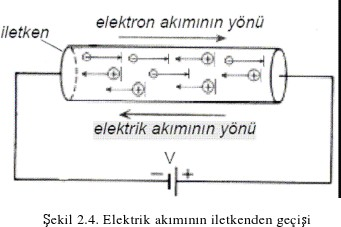 elektron akımının yönü
iletken
elektrik akımının yönü
V
− +
Şekil 2.4. Elektrik akımının iletkenden geçişi